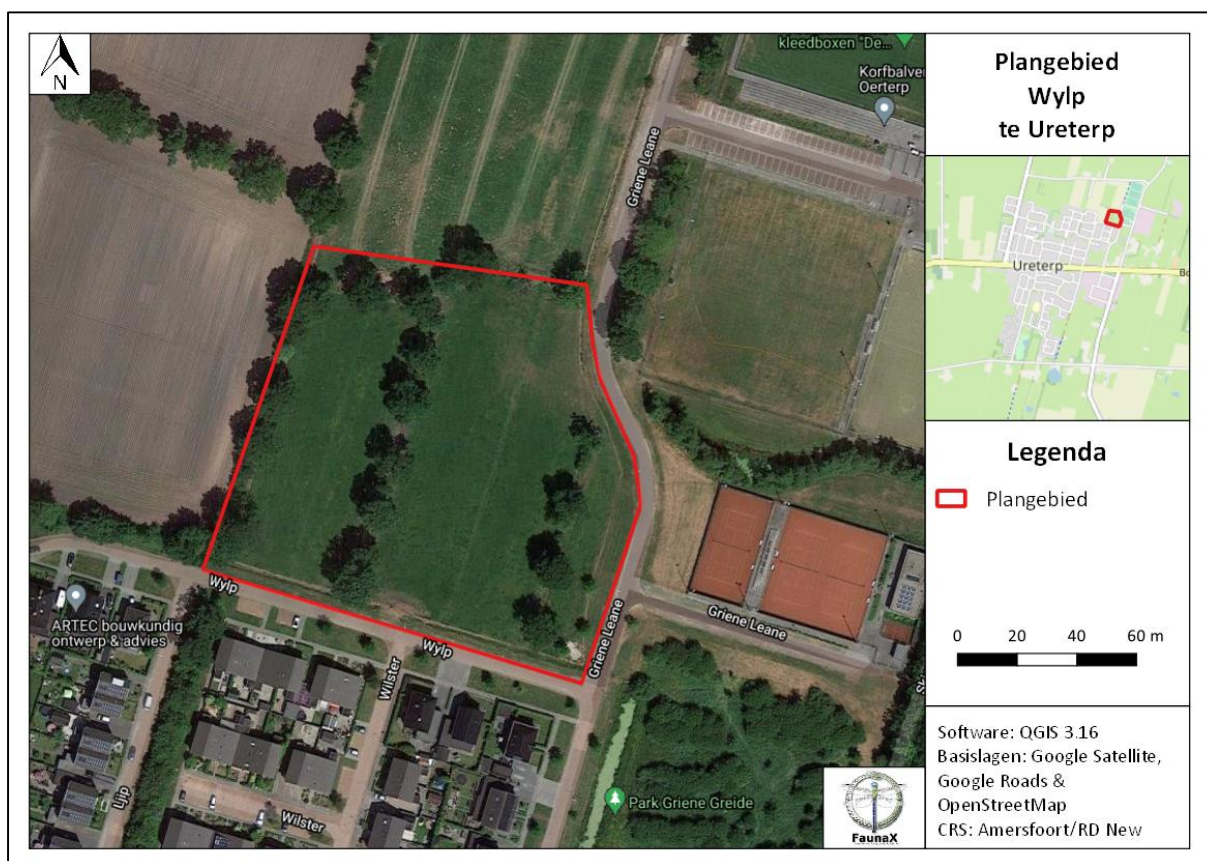 N
kleedboxen "De...
Korfbalver
Oerterp
Griene Leane
Wylp
ARTEC bouwkundig
ontwerp & advies
Wylp
Griene Leane
Griene Leane
Wilster
Ljip
Wilster
Park Griene Greide
FaunaX
Plangebied
Wylp
te Ureterp
Ureterp
Legenda
Plangebied
0 20 40 60 m
Software: QGIS 3.16
Basislagen: Google Satellite,
Google Roads &
OpenStreetMap
CRS: Amersfoort/RD New